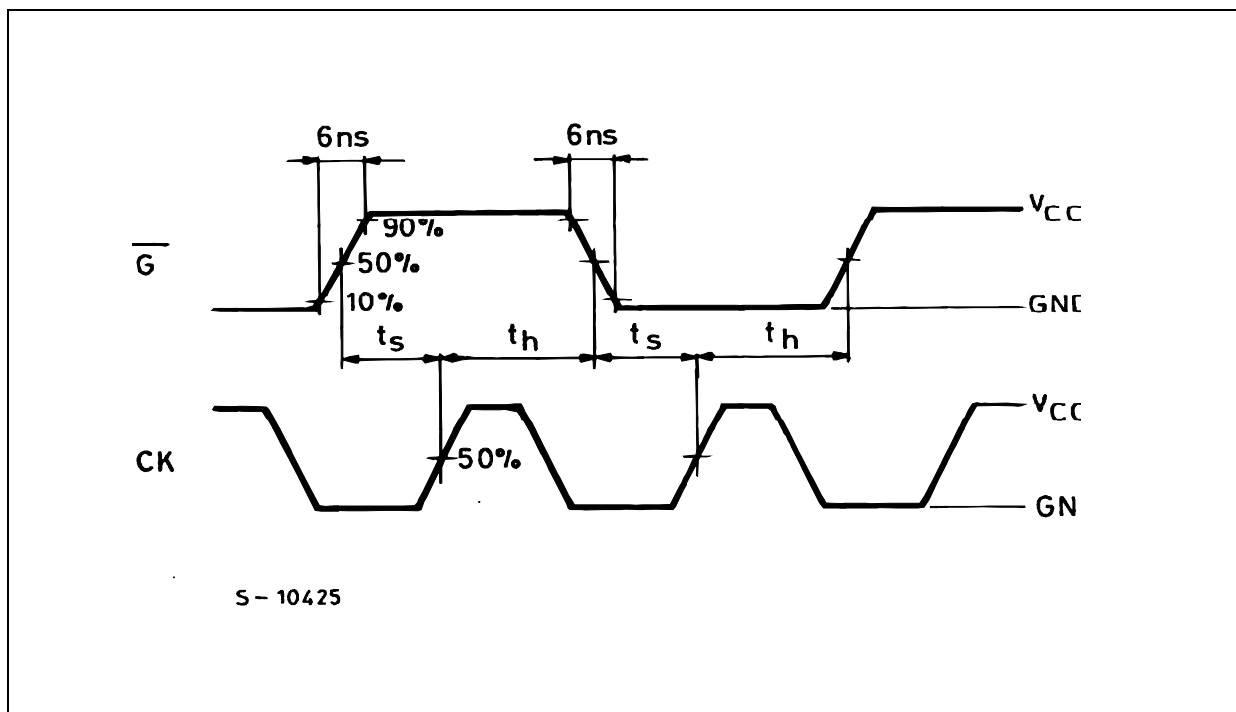 6ns 6ns
VCC
90%
G
50%
10%
GND
ts th ts th
VCC
CK
50%
GN
S-10425